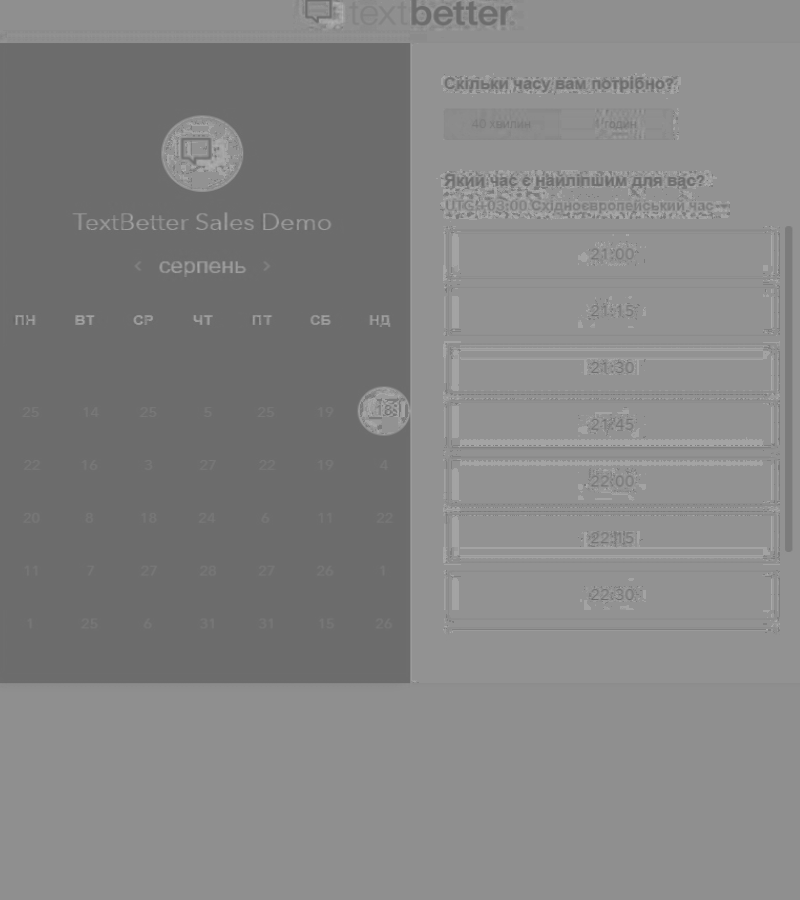 textbetter
TextBetter Sales Demo
‹ серпень ›
ПН ВТ СР ЧТ ПТ СБ НД
25 14 25 5 25 19 18
22 16 3 27 22 19 4
20 8 18 24 6 11 22
11 7 27 28 27 26 1
1 25 6 31 31 15 26
Скільки часу вам потрібно?
40 хвилин 1 годин
Який час є найліпшим для вас?
UTC+03:00 Східноєвропейський час
21:00
21:15
21:30
21:45
22:00
22:15
22:30